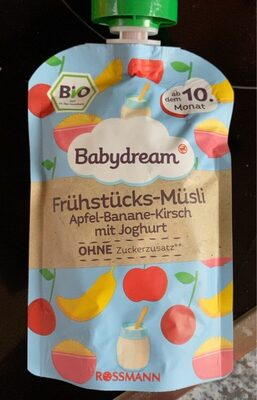 Bio
ab
dem 10.
Monat
Babydream
Frühstücks-Müsli
Apfel-Banane-Kirsch
mit Joghurt
OHNE Zuckerzusatz**
ROSSMANN